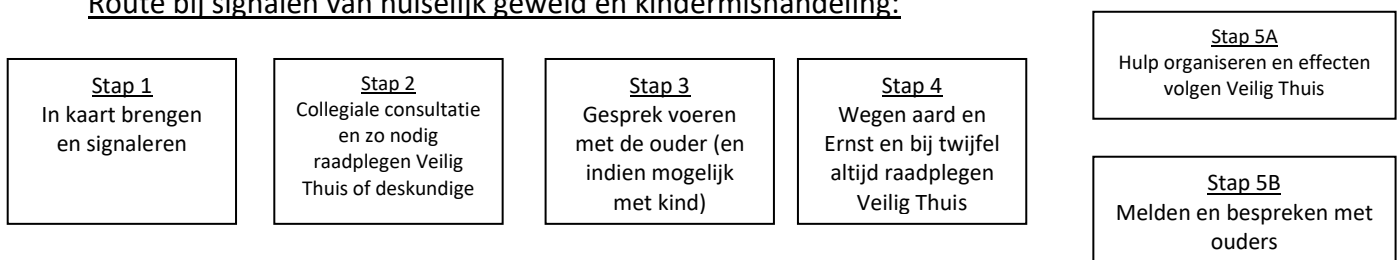 Route bij signalen van huiselijk geweld en kindermishandeling:
Stap 1
In kaart brengen
en signaleren
Stap 2
Collegiale consultatie
en zo nodig
raadplegen Veilig
Thuis of deskundige
Stap 3
Gesprek voeren
met de ouder (en
indien mogelijk
met kind)
Stap 4
Wegen aard en
Ernst en bij twijfel
altijd raadplegen
Veilig Thuis
Stap 5A
Hulp organiseren en effecten
volgen Veilig Thuis
Stap 5B
Melden en bespreken met
ouders